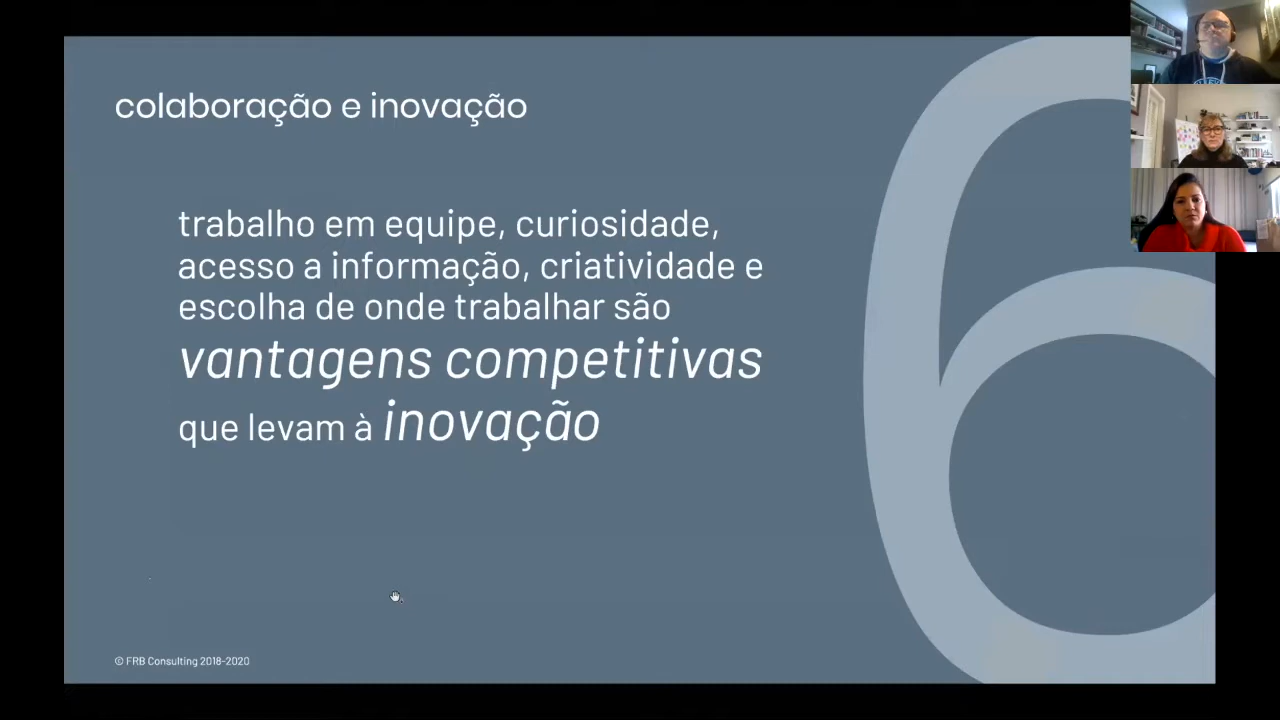 colaboração e inovação
trabalho em equipe, curiosidade,
acesso a informação, criatividade e
escolha de onde trabalhar são
vantagens competitivas
que levam à inovação
6
© FRB Consulting 2018-2020